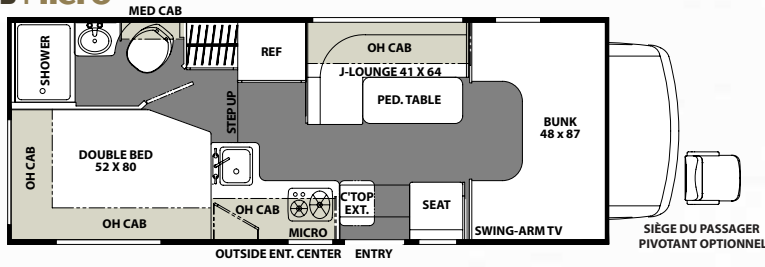 MED CAB
SHOWER
REF
OH CAB
J-LOUNGE 41 X 64
PED. TABLE
STEP UP
BUNK
48 x 87
OH CAB
DOUBLE BED
52 X 80
OH CAB
OH CAB
MICRO
C'TOP
EXT.
SEAT
SWING-ARM TV
OUTSIDE ENT. CENTER
ENTRY
SIÈGE DU PASSAGER
PIVOTANT OPTIONNEL